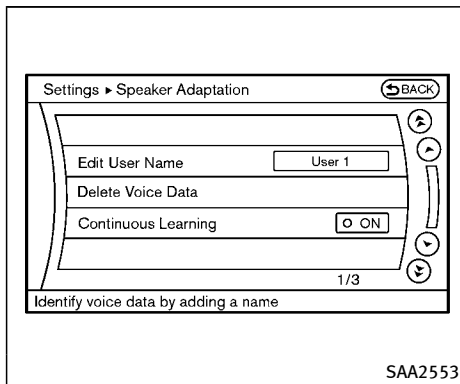 Settings ▸ Speaker Adaptation BACK
Edit User Name User 1
Delete Voice Data
Continuous Learning ON
1/3
Identify voice data by adding a name
SAA2553